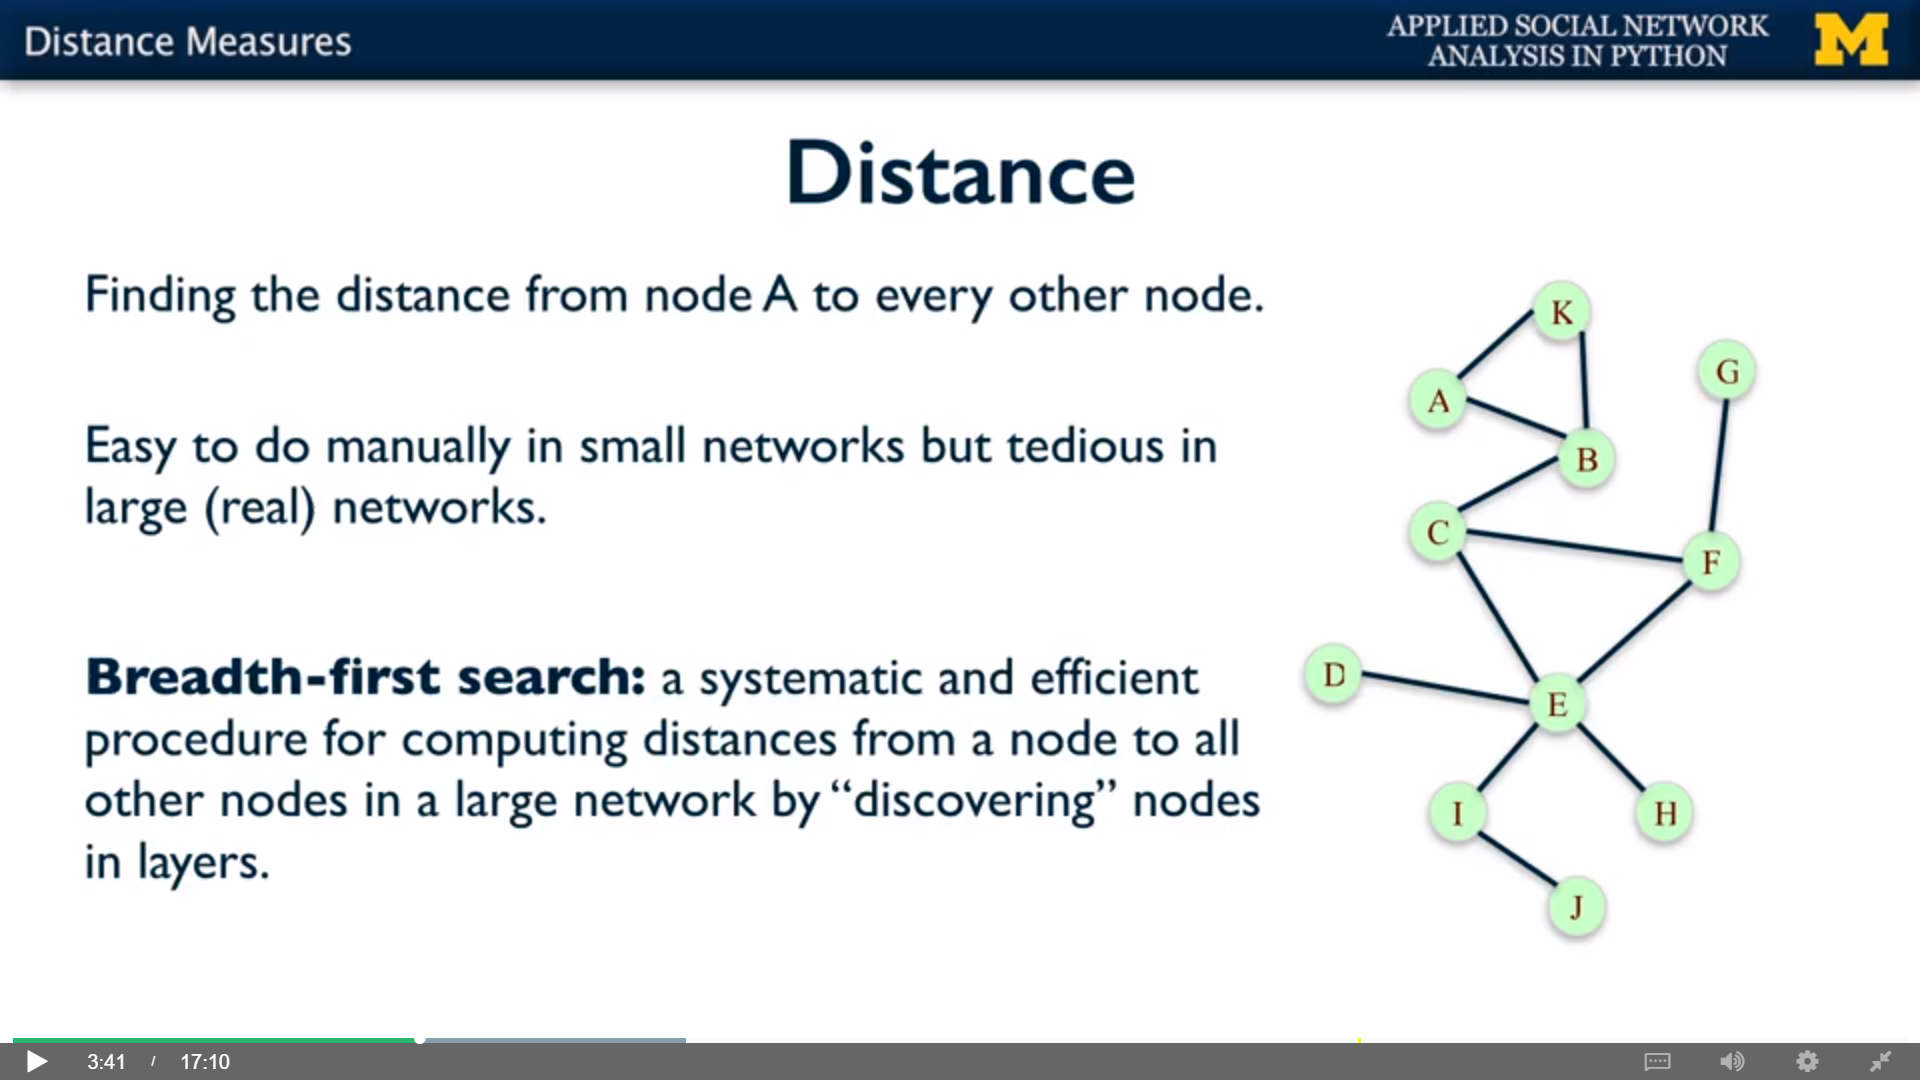 Distance Measures
APPLIED SOCIAL NETWORK
ANALYSIS IN PYTHON
M
Distance
Finding the distance from node A to every other node.
Easy to do manually in small networks but tedious in
large (real) networks.
Breadth-first search: a systematic and efficient
procedure for computing distances from a node to all
other nodes in a large network by “discovering” nodes
in layers.
K
G
A
B
C
F
D
E
I
H
J
3:41 / 17:10